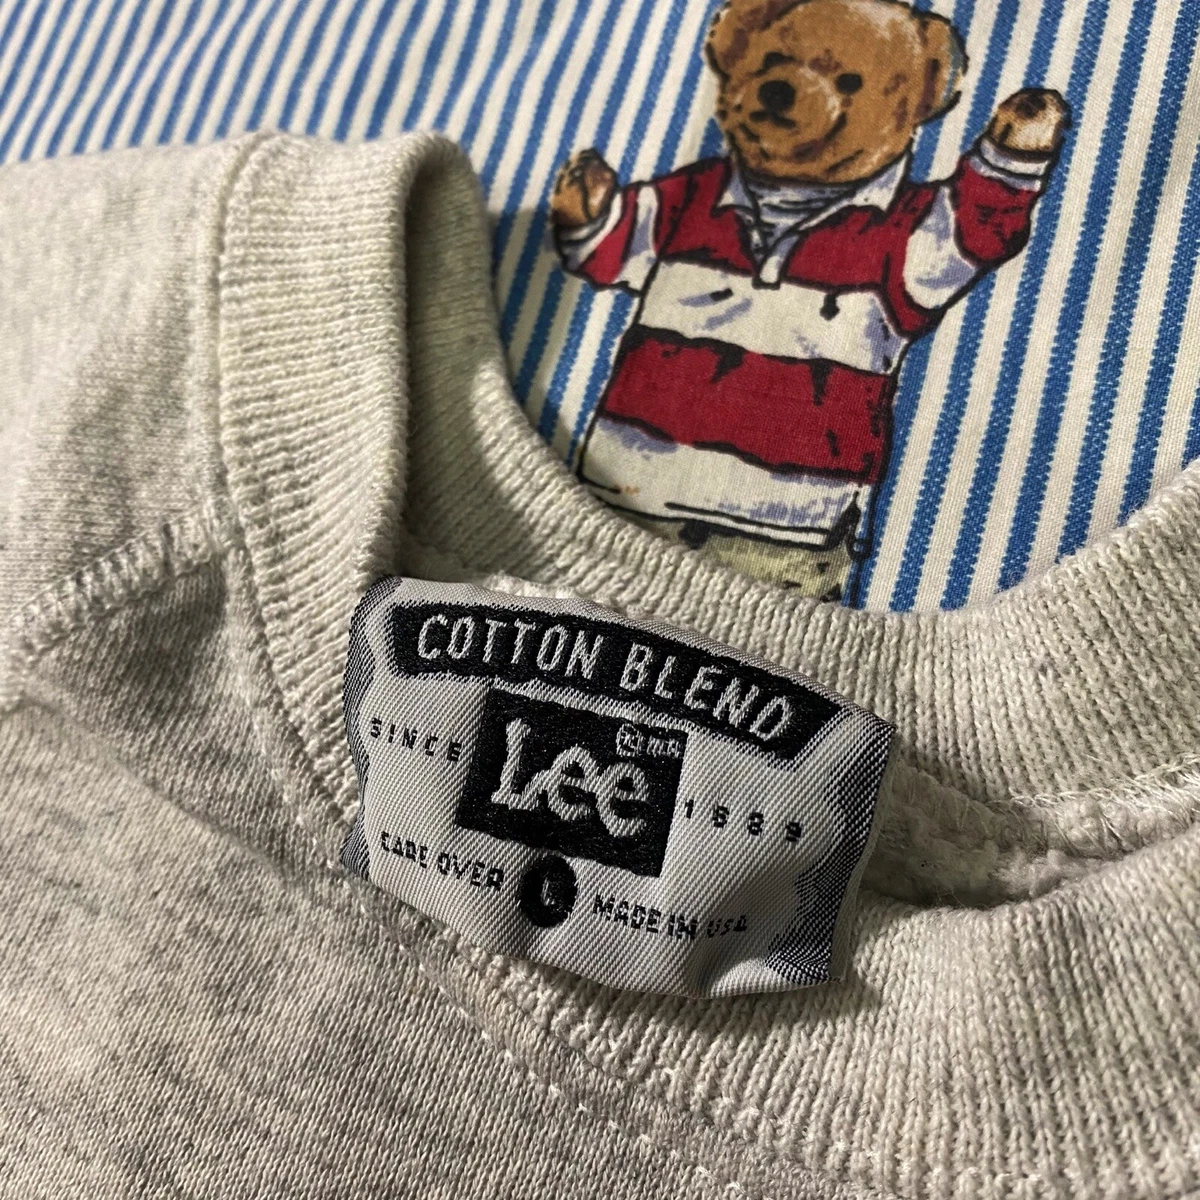 COTTON BLEND
SINCE Lee 1889
CARE OVER L MADE IN USA